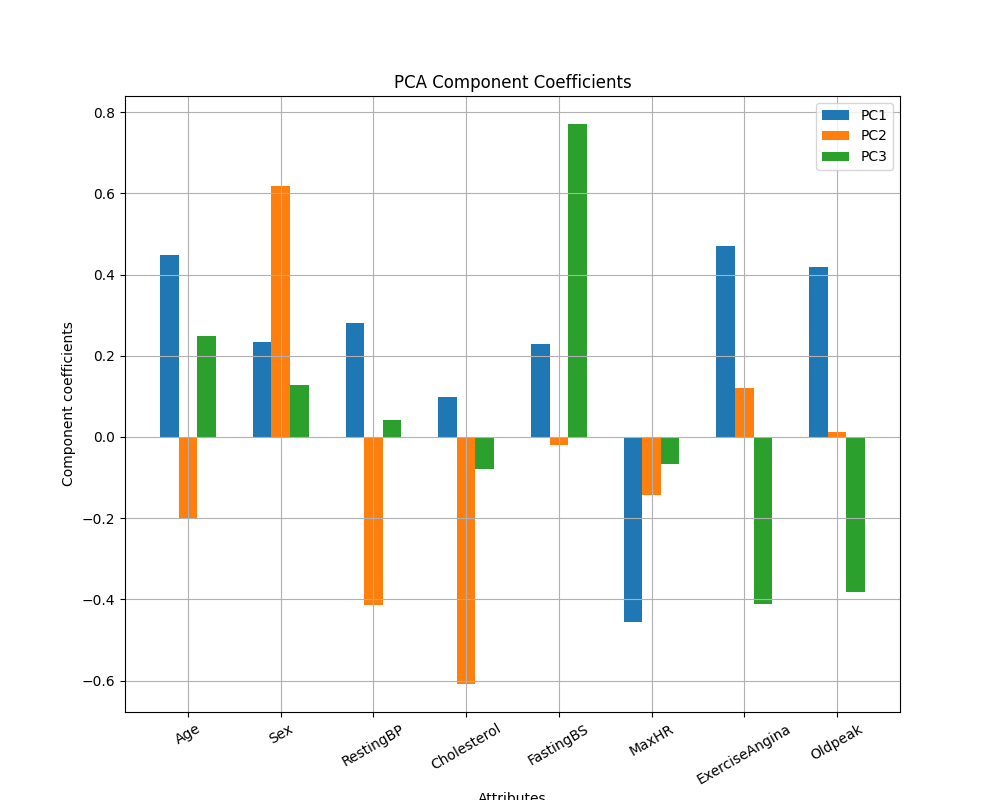 PCA Component Coefficients
PC1
PC2
PC3
0.8
0.6
0.4
0.2
0.0
−0.2
−0.4
−0.6
Component coefficients
Age
Sex
RestingBP
Cholesterol
FastingBS
MaxHR
ExerciseAngina
Oldpeak
Attributes